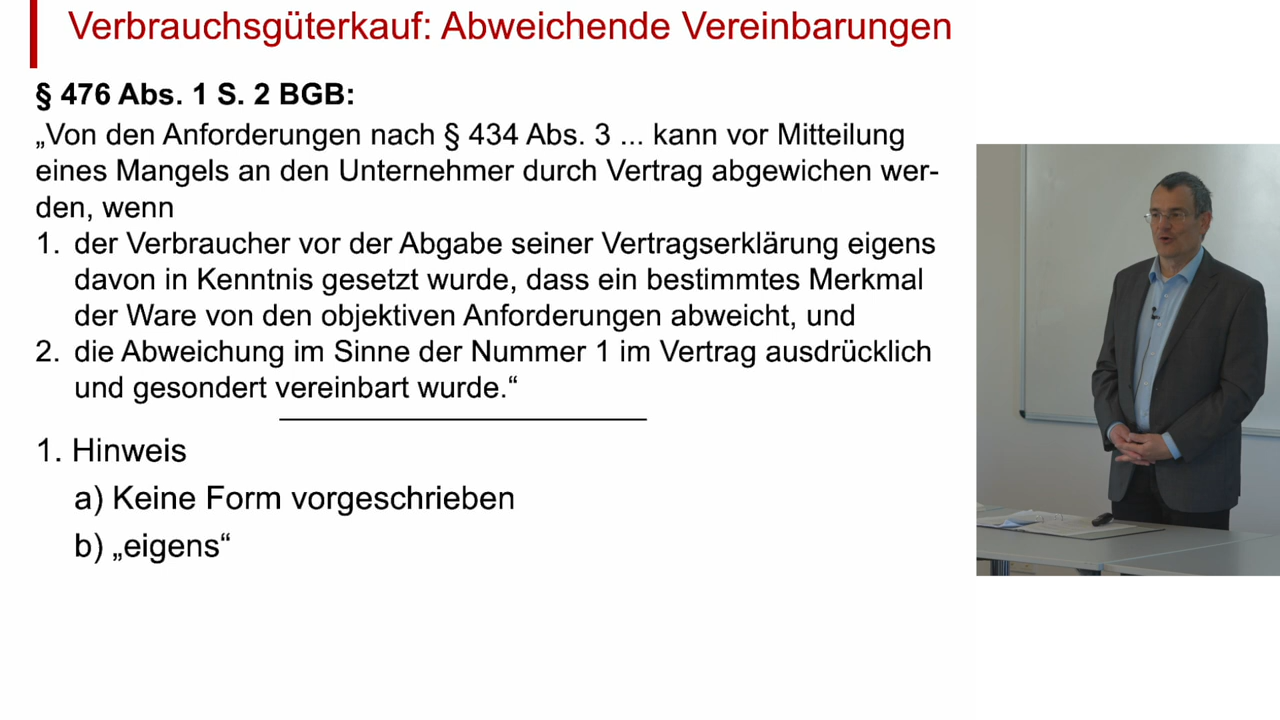 Verbrauchsgüterkauf: Abweichende Vereinbarungen
§ 476 Abs. 1 S. 2 BGB:
„Von den Anforderungen nach § 434 Abs. 3 ... kann vor Mitteilung
eines Mangels an den Unternehmer durch Vertrag abgewichen wer-
den, wenn
1. der Verbraucher vor der Abgabe seiner Vertragserklärung eigens
davon in Kenntnis gesetzt wurde, dass ein bestimmtes Merkmal
der Ware von den objektiven Anforderungen abweicht, und
2. die Abweichung im Sinne der Nummer 1 im Vertrag ausdrücklich
und gesondert vereinbart wurde.“
1. Hinweis
a) Keine Form vorgeschrieben
b) „eigens“